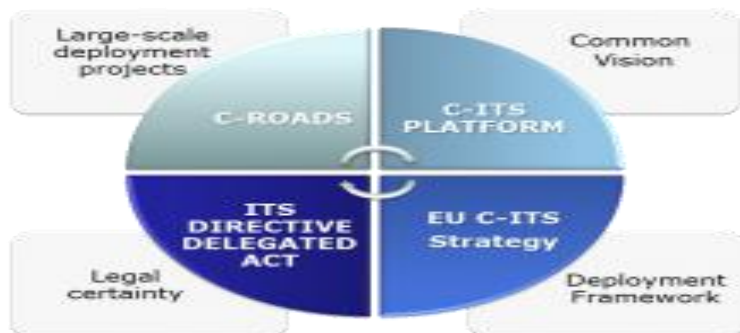 Large-scale
deployment
projects
Common
Vision
C-ROADS
C-ITS
PLATFORM
ITS
DIRECTIVE
DELEGATED
ACT
EU C-ITS
Strategy
Legal
certainty
Deployment
Framework